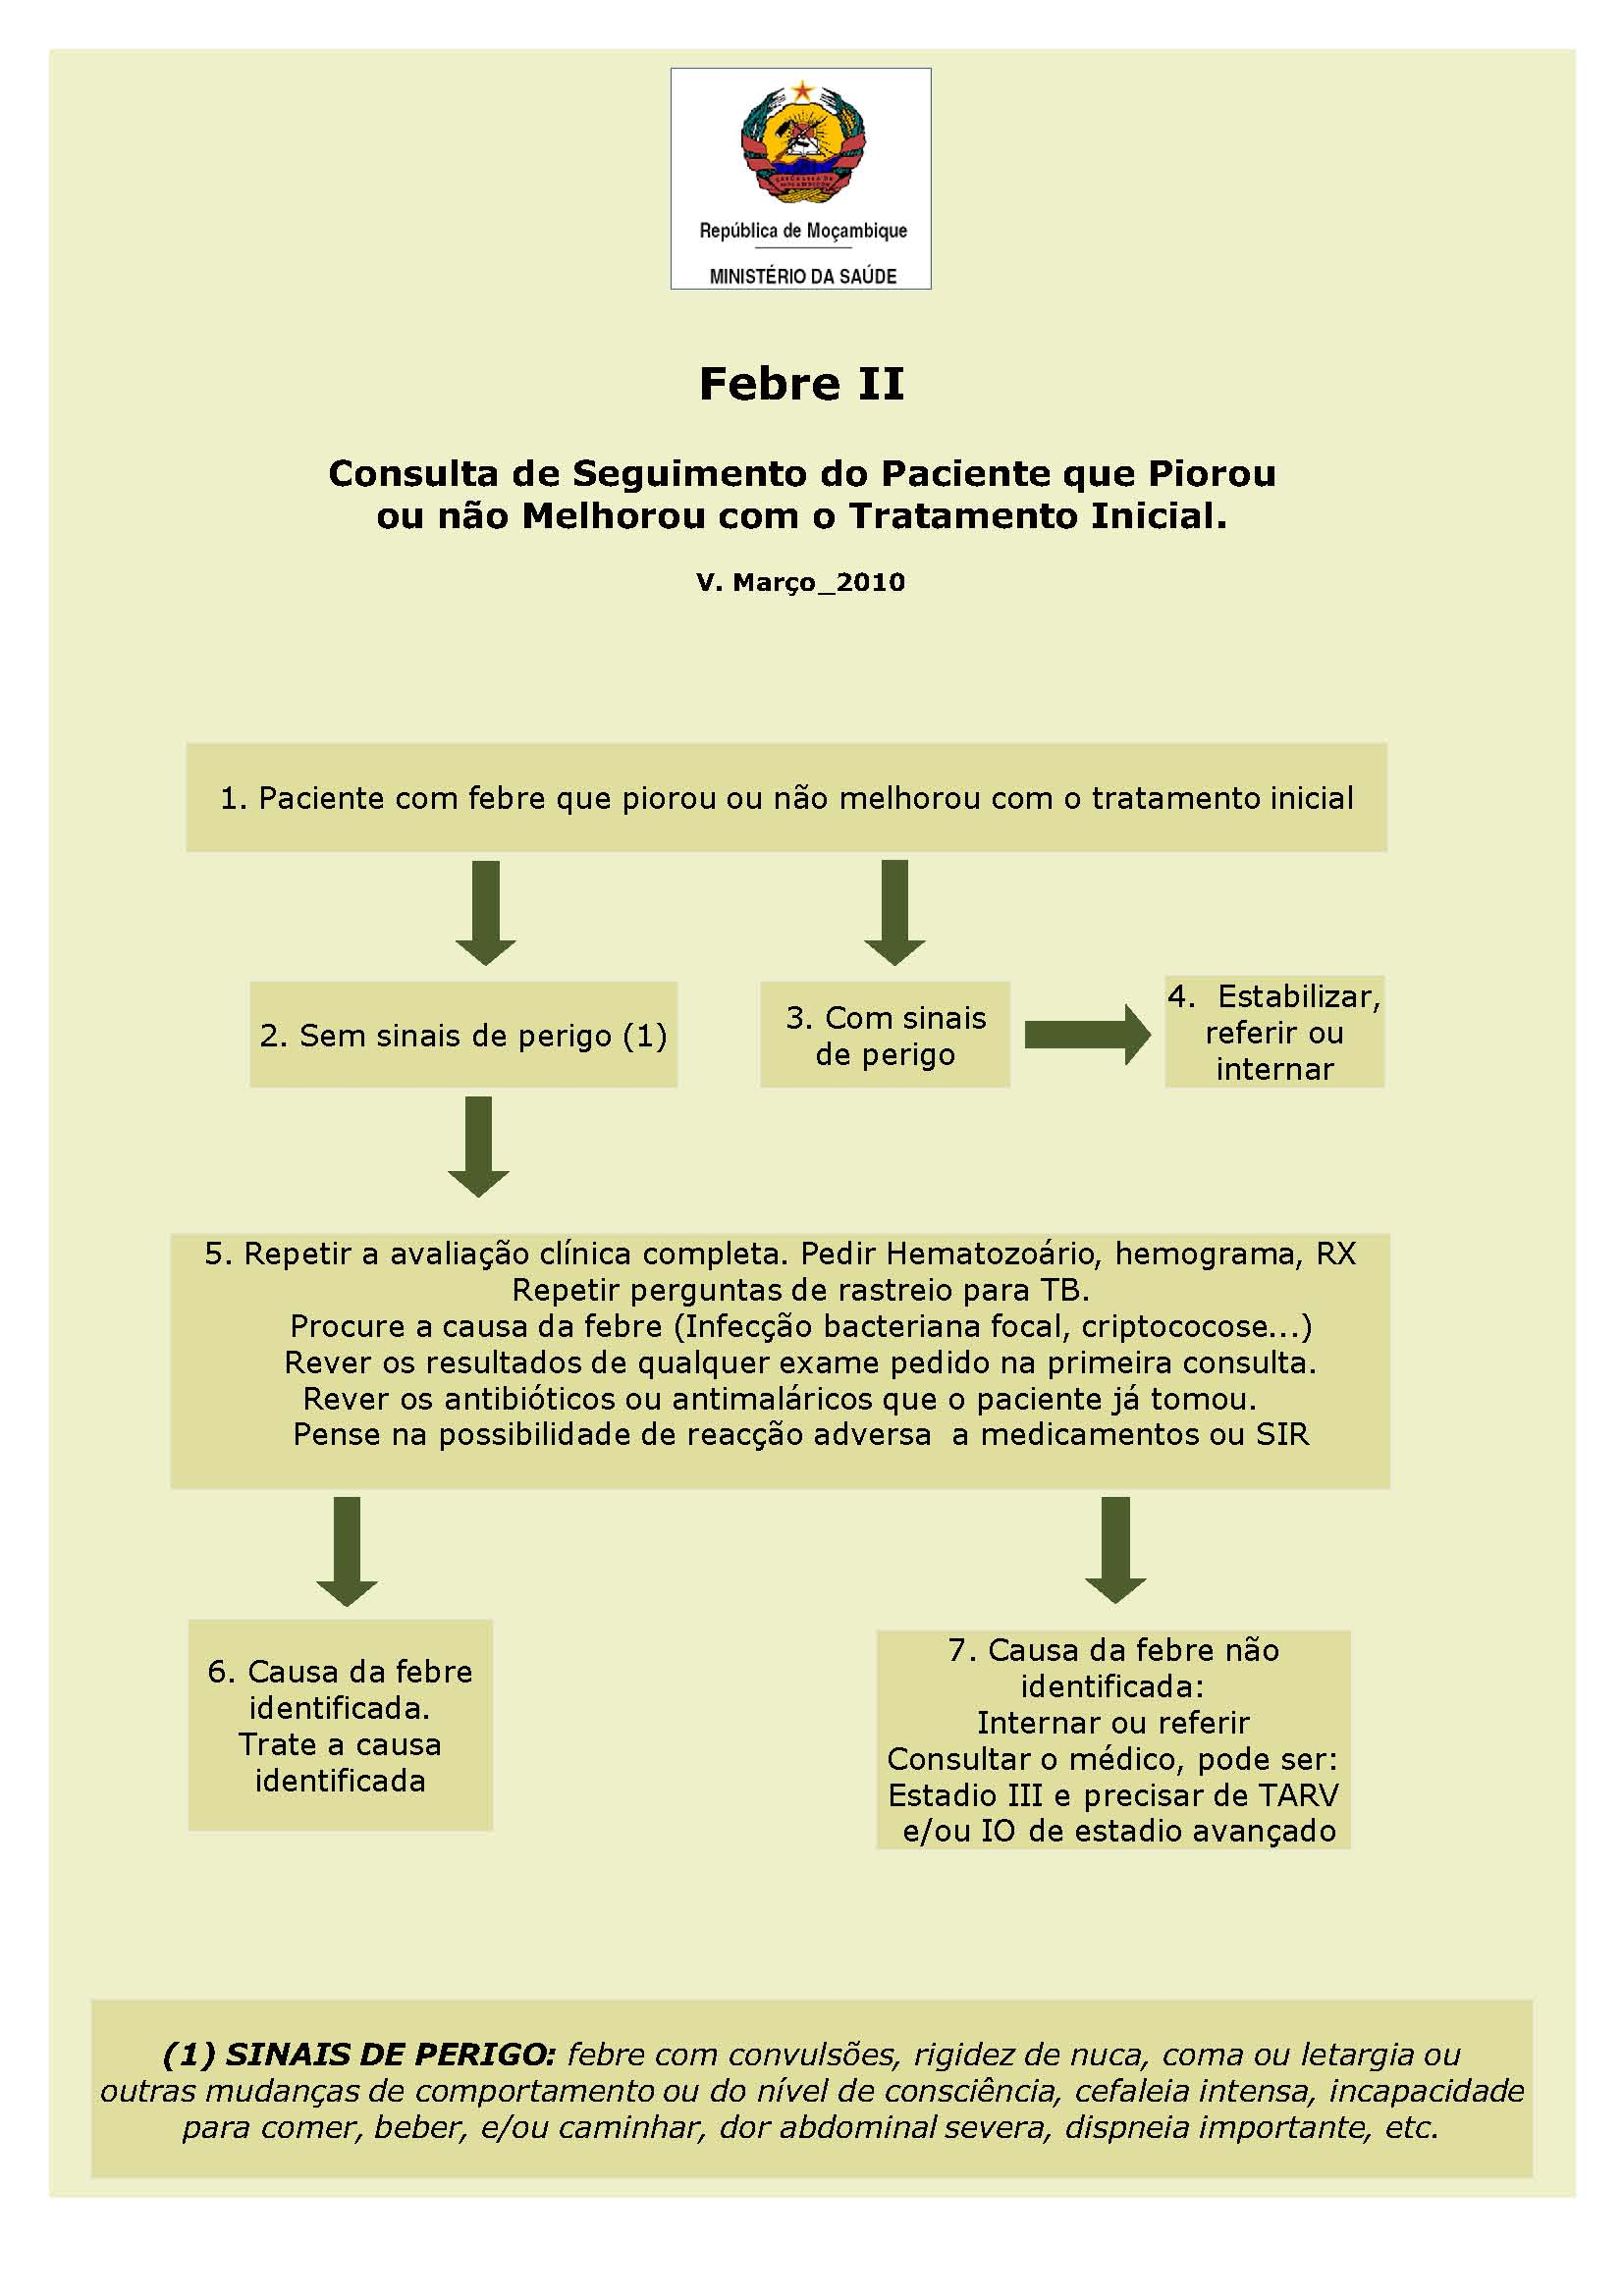 República de Moçambique
MINISTÉRIO DA SAÚDE
Febre II
Consulta de Seguimento do Paciente que Piorou
ou não Melhorou com o Tratamento Inicial.
V. Março_2010
1. Paciente com febre que piorou ou não melhorou com o tratamento inicial
2. Sem sinais de perigo (1)
3. Com sinais
de perigo
4. Estabilizar,
referir ou
internar
5. Repetir a avaliação clínica completa. Pedir Hematozoário, hemograma, RX
Repetir perguntas de rastreio para TB.
Procure a causa da febre (Infecção bacteriana focal, criptococose...)
Rever os resultados de qualquer exame pedido na primeira consulta.
Rever os antibióticos ou antimaláricos que o paciente já tomou.
Pense na possibilidade de reacção adversa a medicamentos ou SIR
6. Causa da febre
identificada.
Trate a causa
identificada
7. Causa da febre não
identificada:
Internar ou referir
Consultar o médico, pode ser:
Estadio III e precisar de TARV
e/ou IO de estadio avançado
(1) SINAIS DE PERIGO: febre com convulsões, rigidez de nuca, coma ou letargia ou
outras mudanças de comportamento ou do nível de consciência, cefaleia intensa, incapacidade
para comer, beber, e/ou caminhar, dor abdominal severa, dispneia importante, etc.